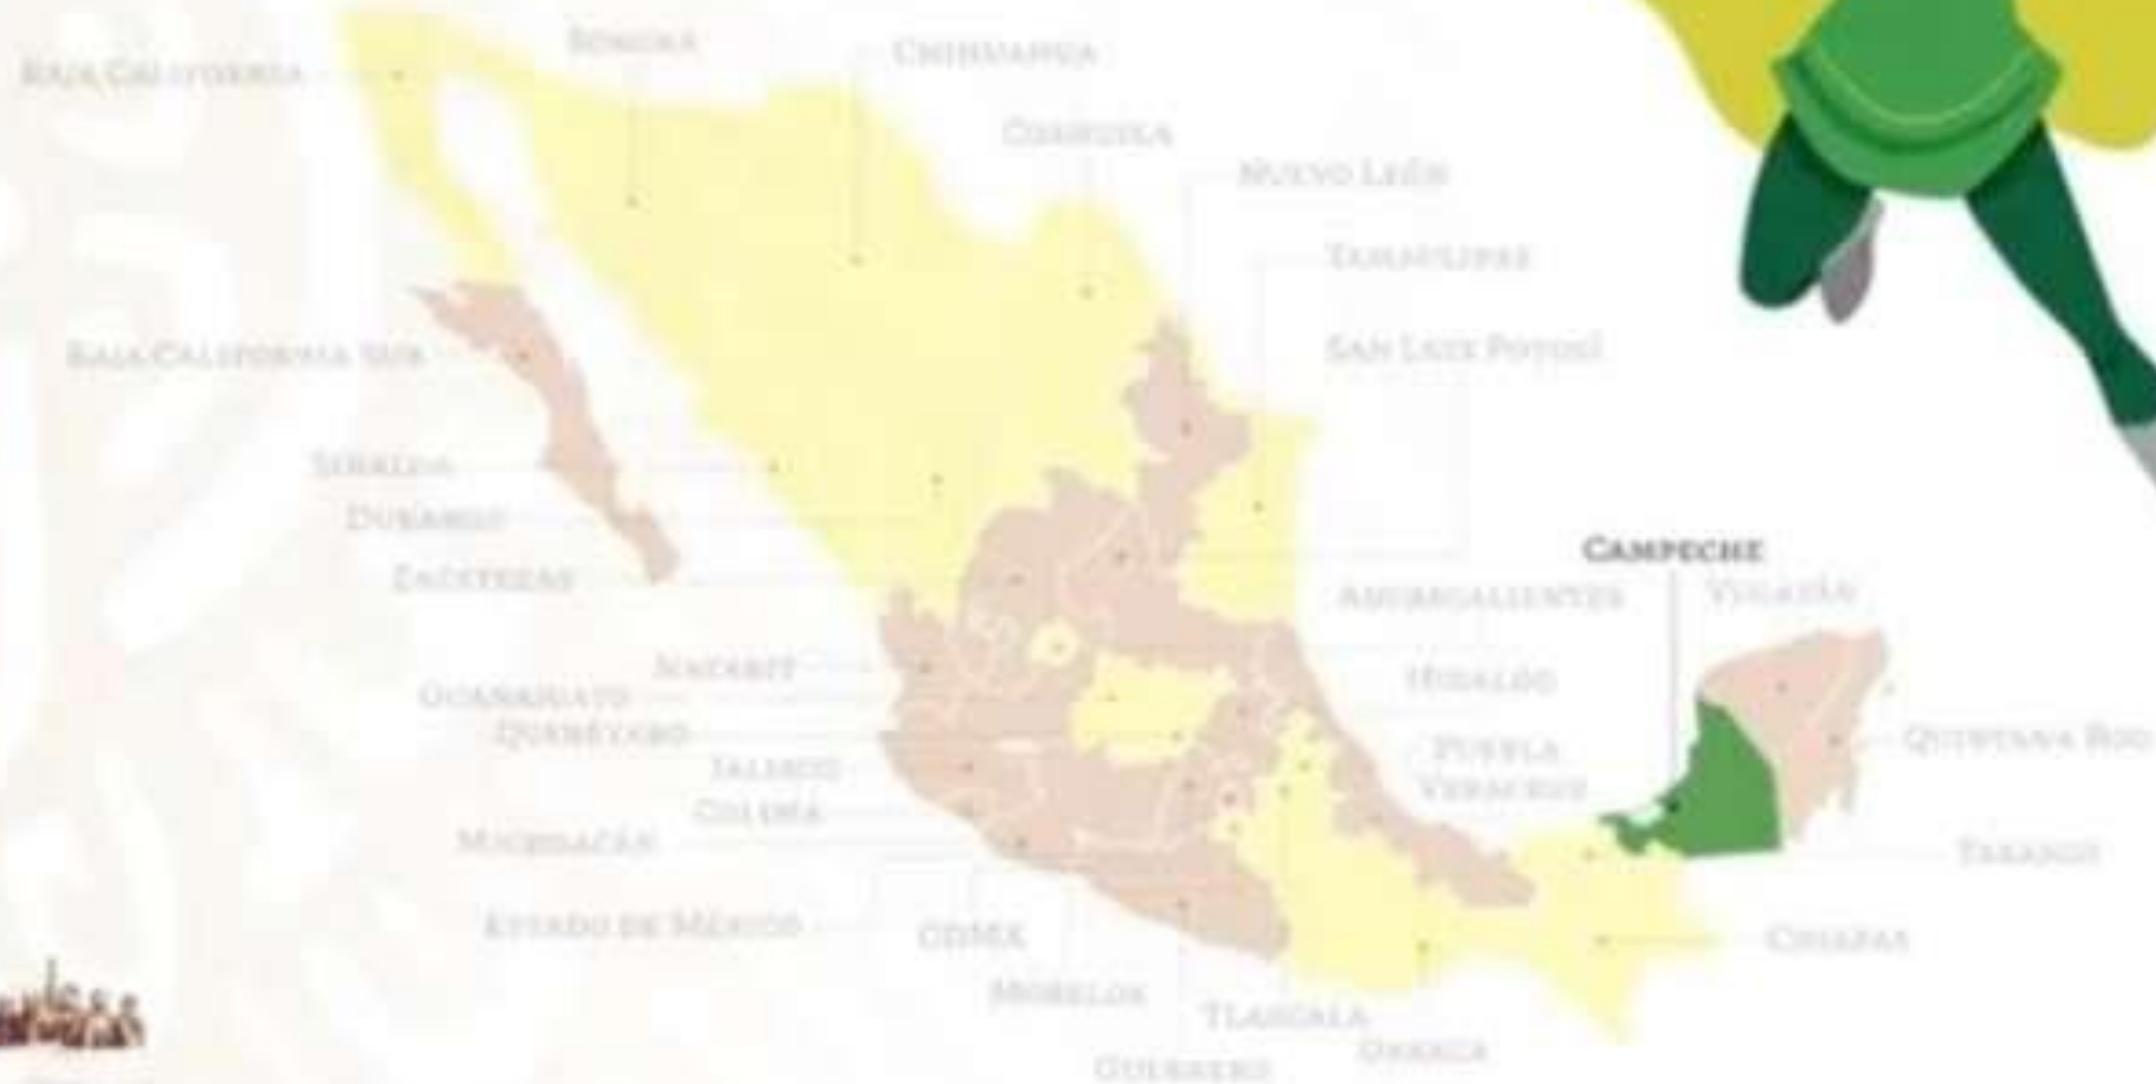 SONORA
CHIHUAHUA
BAJA CALIFORNIA
COAHUILA
NUEVO LEÓN
TAMAULIPAS
SAN LUIS POTOSÍ
BAJA CALIFORNIA SUR
SINALOA
DURANGO
CAMPECHE
ZACATECAS
AGUASCALIENTES
YUCATÁN
NAYARIT
HIDALGO
GUANAJUATO
QUERÉTARO
QUINTANA ROO
PUEBLA
JALISCO
VERACRUZ
COLIMA
MICHOACÁN
TABASCO
ESTADO DE MÉXICO
CDMX
CHIAPAS
MORELOS
TLAXCALA
OAXACA
GUERRERO